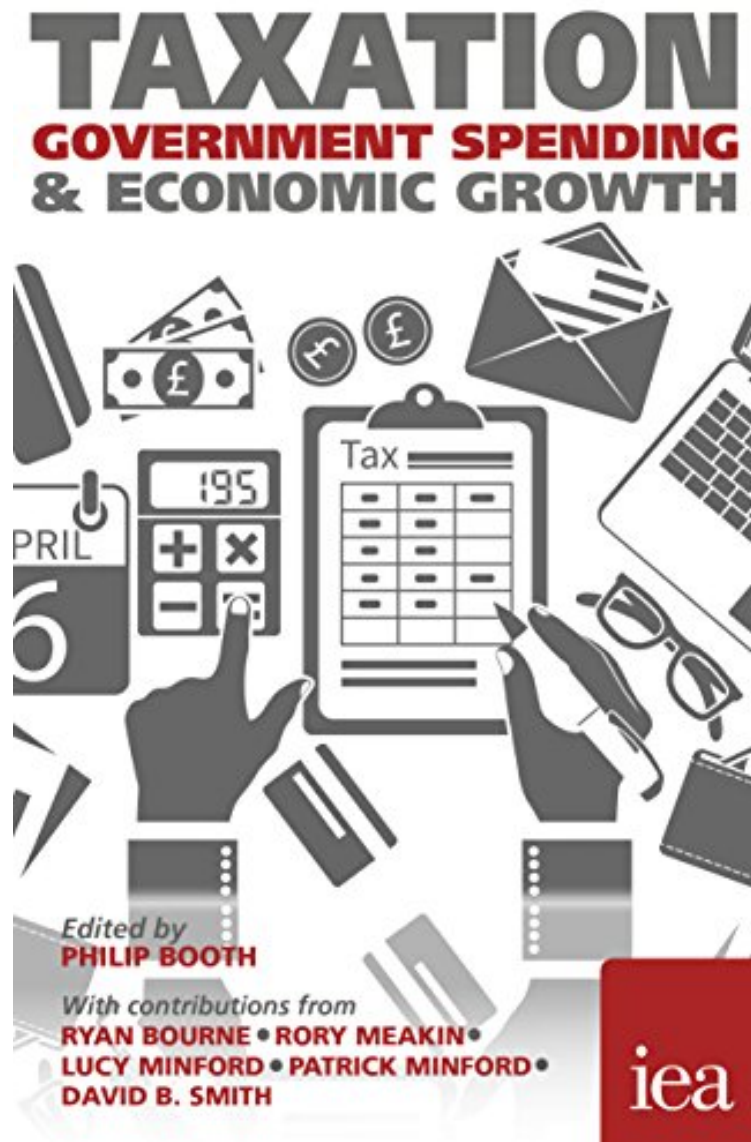 TAXATION
GOVERNMENT SPENDING
& ECONOMIC GROWTH
£
£ £
Tax
195
+ ×
−
PRIL
6
Edited by
PHILIP BOOTH
With contributions from
RYAN BOURNE • RORY MEAKIN •
LUCY MINFORD • PATRICK MINFORD •
DAVID B. SMITH
iea